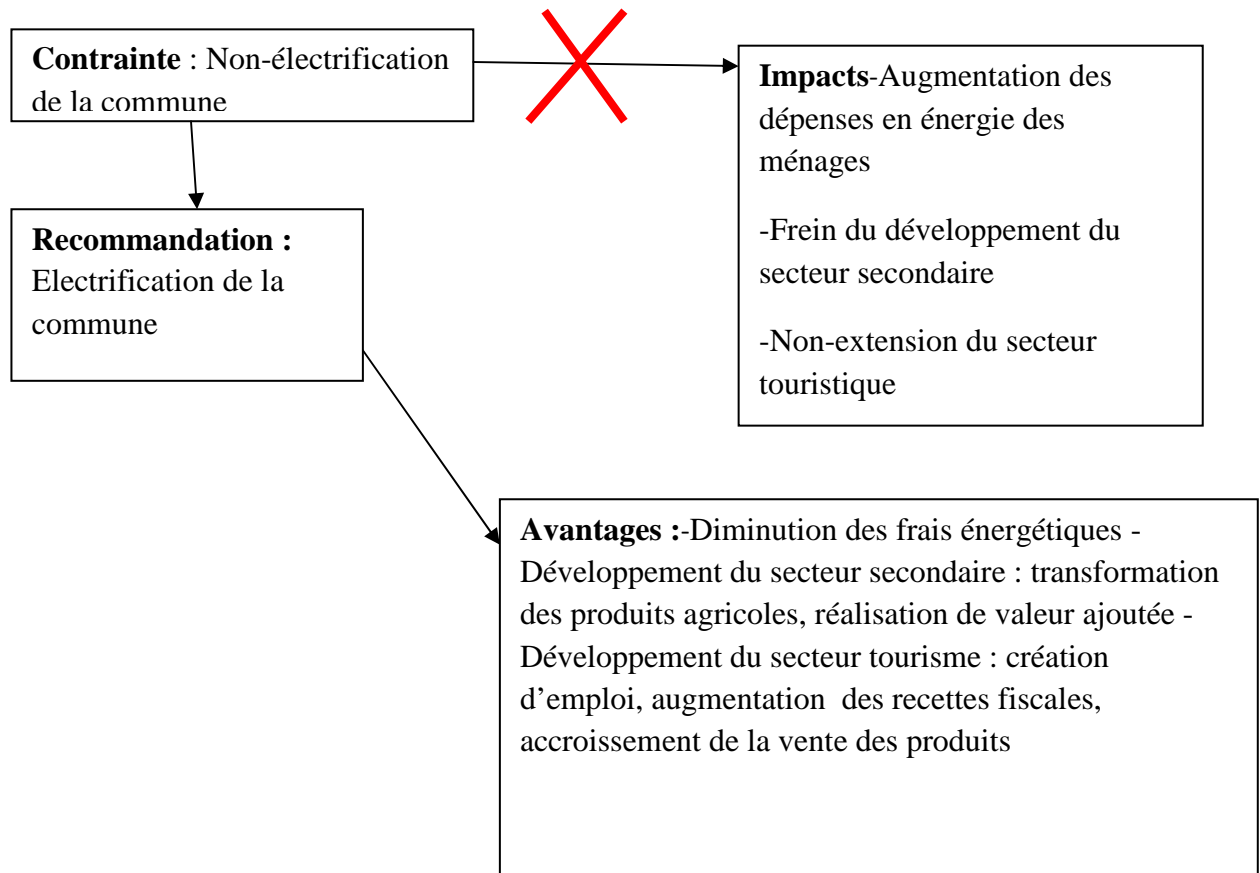 Contrainte : Non-électrification
de la commune
Impacts-Augmentation des
dépenses en énergie des
ménages
-Frein du développement du
secteur secondaire
-Non-extension du secteur
touristique
Recommandation :
Electrification de la
commune
Avantages :-Diminution des frais énergétiques -
Développement du secteur secondaire : transformation
des produits agricoles, réalisation de valeur ajoutée -
Développement du secteur tourisme : création
d’emploi, augmentation  des recettes fiscales,
accroissement de la vente des produits